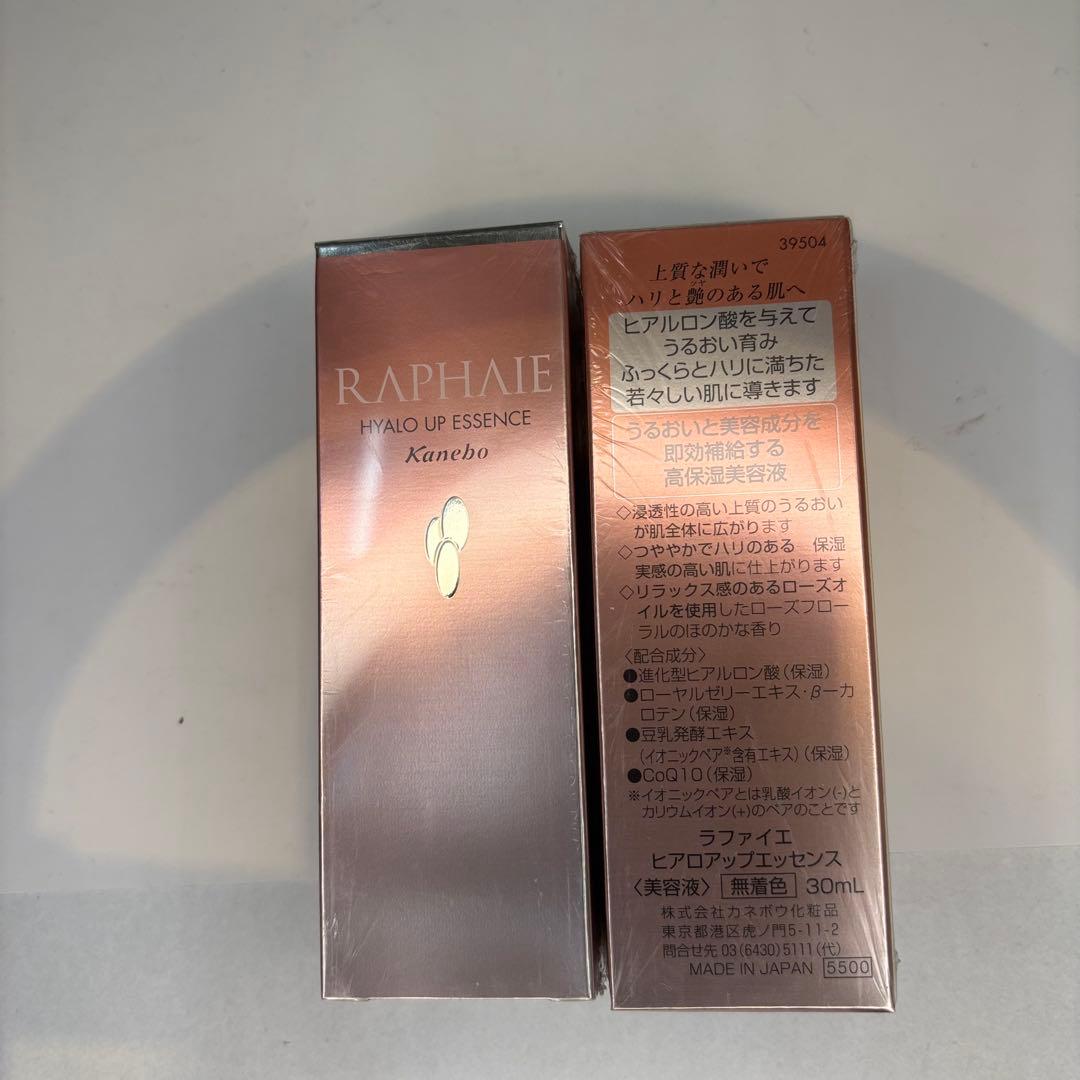 RAPHAIE
HYALO UP ESSENCE
Kanebo
39504
上質な潤いで
ハリと艶のある肌へ
ツヤ
ヒアルロン酸を与えて
うるおい育み
ふっくらとハリに満ちた
若々しい肌に導きます
うるおいと美容成分を
即効補給する
高保湿美容液
◇浸透性の高い上質のうるおい
が肌全体に広がります
◇つややかでハリのある 保湿
実感の高い肌に仕上がります
◇リラックス感のあるローズオ
イルを使用したローズフロー
ラルのほのかな香り
〈配合成分〉
●進化型ヒアルロン酸(保湿)
●ローヤルゼリーエキス・β-カ
ロテン(保湿)
●豆乳発酵エキス
(イオニックペア※含有エキス)(保湿)
●CoQ10(保湿)
※イオニックペアとは乳酸イオン(-)と
カリウムイオン(+)のペアのことです
ラファイエ
ヒアロアップエッセンス
〈美容液〉 無着色 30mL
株式会社カネボウ化粧品
東京都港区虎ノ門5-11-2
問合せ先 03(6430)5111(代)
MADE IN JAPAN 5500